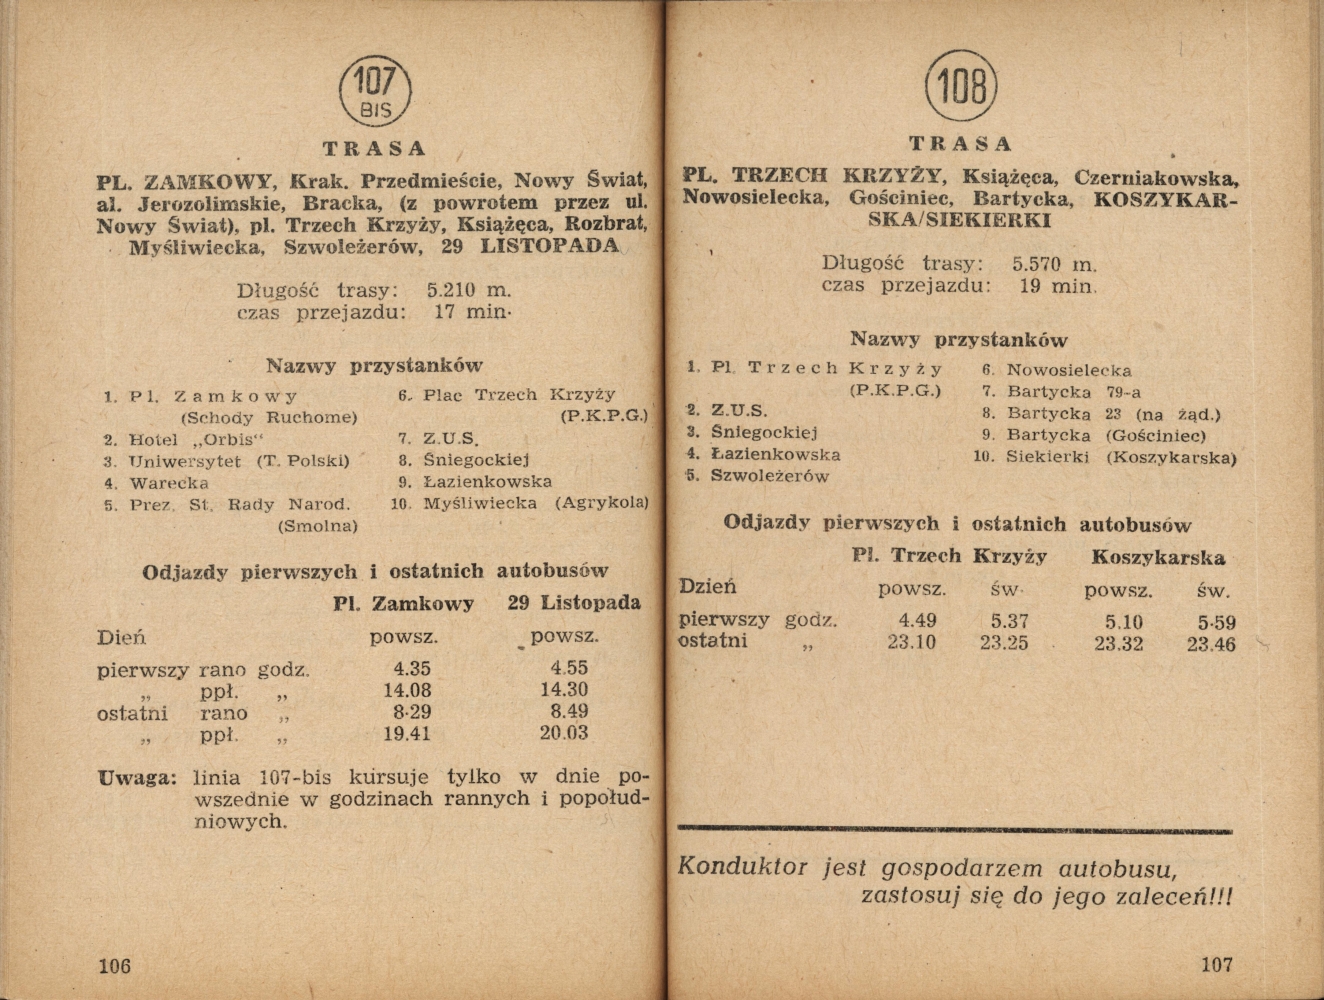 107
BIS
TRASA
PL. ZAMKOWY, Krak. Przedmieście, Nowy Świat,
al. Jerozolimskie, Bracka, (z powrotem przez ul.
Nowy Świat), pl. Trzech Krzyży, Książęca, Rozbrat,
Myśliwiecka, Szwoleżerów, 29 LISTOPADA
Długość trasy: 5.210 m.
czas przejazdu: 17 min.
Nazwy przystanków
1. Pl. Zamkowy
(Schody Ruchome)
2. Hotel „Orbis"
3. Uniwersytet (T. Polski)
4. Warecka
5. Prez. St. Rady Narod.
(Smolna)
6. Plac Trzech Krzyży
(P.K.P.G.)
7. Z.U.S.
8. Śniegockiej
9. Łazienkowska
10. Myśliwiecka (Agrykola)
Odjazdy pierwszych i ostatnich autobusów
Pl. Zamkowy 29 Listopada
Dień powsz. powsz.
pierwszy rano godz. 4.35 4.55
„ ppł. „ 14.08 14.30
ostatni rano „ 8.29 8.49
„ ppł. „ 19.41 20.03
Uwaga: linia 107-bis kursuje tylko w dnie po-
wszednie w godzinach rannych i popołud-
niowych.
106
108
TRASA
PL. TRZECH KRZYŻY, Książęca, Czerniakowska,
Nowosielecka, Gościniec, Bartycka, KOSZYKAR-
SKA/SIEKIERKI
Długość trasy: 5.570 m.
czas przejazdu: 19 min.
Nazwy przystanków
1. Pl. Trzech Krzyży
(P.K.P.G.)
2. Z.U.S.
3. Śniegockiej
4. Łazienkowska
5. Szwoleżerów
6. Nowosielecka
7. Bartycka 79-a
8. Bartycka 23 (na żąd.)
9. Bartycka (Gościniec)
10. Siekierki (Koszykarska)
Odjazdy pierwszych i ostatnich autobusów
Pl. Trzech Krzyży Koszykarska
Dzień powsz. św. powsz. św.
pierwszy godz. 4.49 5.37 5.10 5.59
ostatni „ 23.10 23.25 23.32 23.46
Konduktor jest gospodarzem autobusu,
zastosuj się do jego zaleceń!!!
107